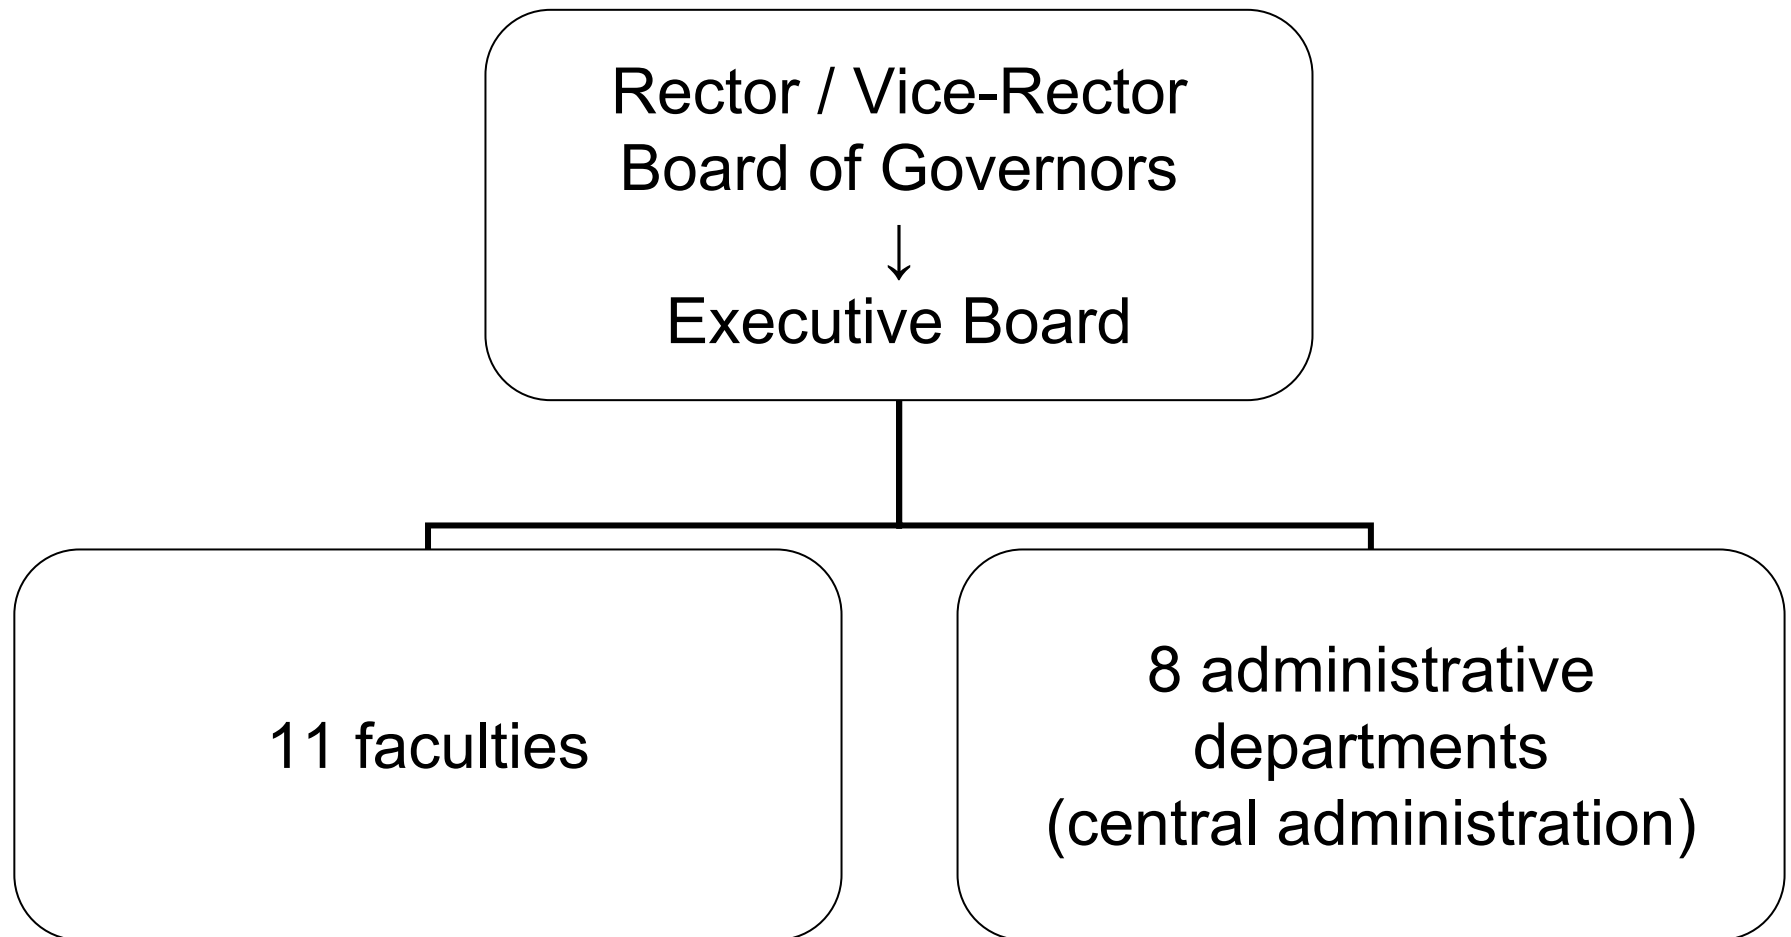 Rector / Vice-Rector
Board of Governors
↓
Executive Board
11 faculties
8 administrative
departments
(central administration)